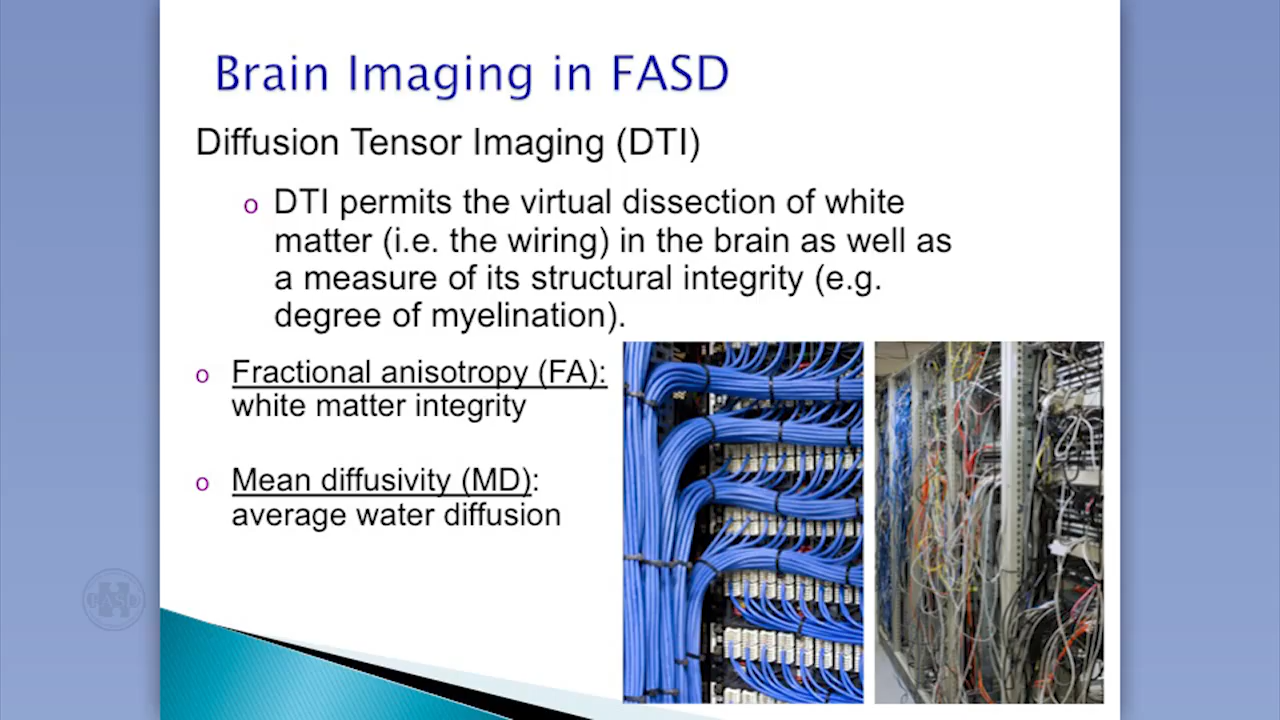 Brain Imaging in FASD
Diffusion Tensor Imaging (DTI)
o DTI permits the virtual dissection of white
matter (i.e. the wiring) in the brain as well as
a measure of its structural integrity (e.g.
degree of myelination).
o Fractional anisotropy (FA):
white matter integrity
o Mean diffusivity (MD):
average water diffusion